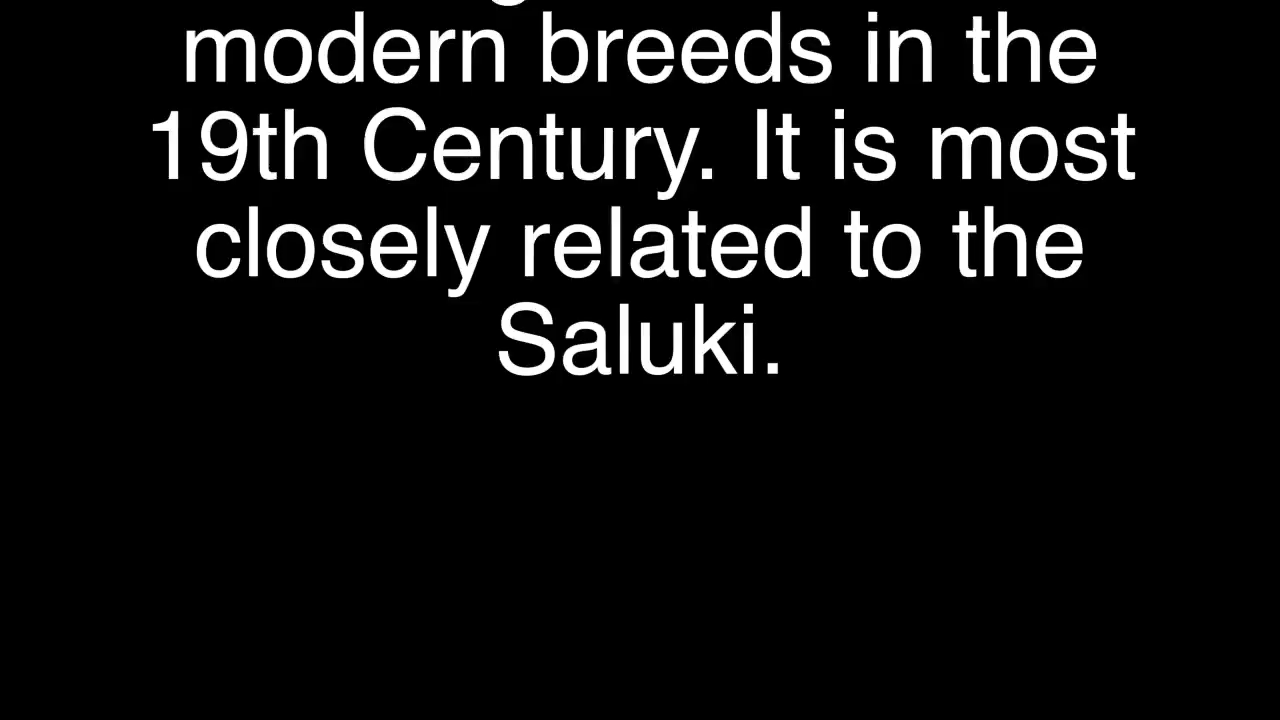 modern breeds in the
19th Century. It is most
closely related to the
Saluki.